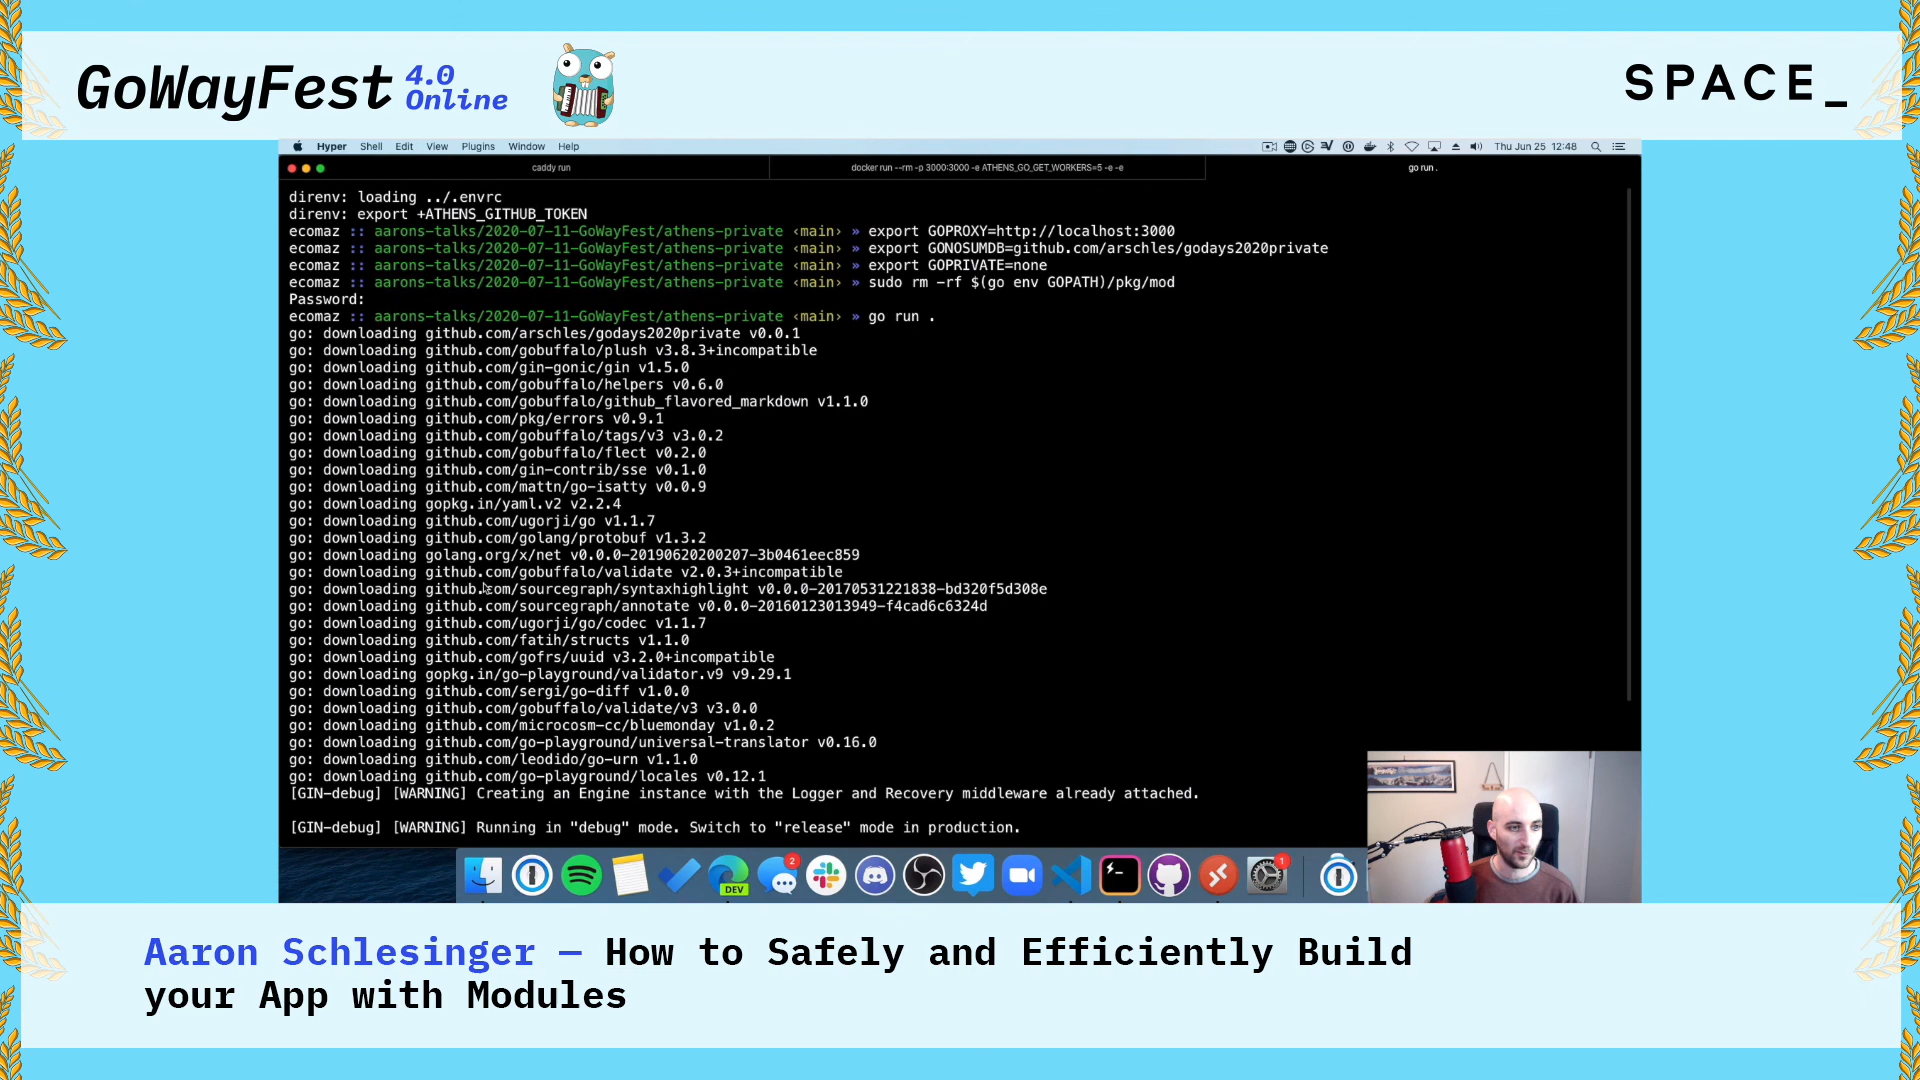 GoWayFest 4.0 Online
SPACE_
Hyper Shell Edit View Plugins Window Help
Thu Jun 25 12:48
caddy run
docker run --rm -p 3000:3000 -e ATHENS_GO_GET_WORKERS=5 -e -e
go run .
direnv: loading ../.envrc
direnv: export +ATHENS_GITHUB_TOKEN
ecomaz :: aarons-talks/2020-07-11-GoWayFest/athens-private ‹main› » export GOPROXY=http://localhost:3000
ecomaz :: aarons-talks/2020-07-11-GoWayFest/athens-private ‹main› » export GONOSUMDB=github.com/arschles/godays2020private
ecomaz :: aarons-talks/2020-07-11-GoWayFest/athens-private ‹main› » export GOPRIVATE=none
ecomaz :: aarons-talks/2020-07-11-GoWayFest/athens-private ‹main› » sudo rm -rf $(go env GOPATH)/pkg/mod
Password:
ecomaz :: aarons-talks/2020-07-11-GoWayFest/athens-private ‹main› » go run .
go: downloading github.com/arschles/godays2020private v0.0.1
go: downloading github.com/gobuffalo/plush v3.8.3+incompatible
go: downloading github.com/gin-gonic/gin v1.5.0
go: downloading github.com/gobuffalo/helpers v0.6.0
go: downloading github.com/gobuffalo/github_flavored_markdown v1.1.0
go: downloading github.com/pkg/errors v0.9.1
go: downloading github.com/gobuffalo/tags/v3 v3.0.2
go: downloading github.com/gobuffalo/flect v0.2.0
go: downloading github.com/gin-contrib/sse v0.1.0
go: downloading github.com/mattn/go-isatty v0.0.9
go: downloading gopkg.in/yaml.v2 v2.2.4
go: downloading github.com/ugorji/go v1.1.7
go: downloading github.com/golang/protobuf v1.3.2
go: downloading golang.org/x/net v0.0.0-20190620200207-3b0461eec859
go: downloading github.com/gobuffalo/validate v2.0.3+incompatible
go: downloading github.com/sourcegraph/syntaxhighlight v0.0.0-20170531221838-bd320f5d308e
go: downloading github.com/sourcegraph/annotate v0.0.0-20160123013949-f4cad6c6324d
go: downloading github.com/ugorji/go/codec v1.1.7
go: downloading github.com/fatih/structs v1.1.0
go: downloading github.com/gofrs/uuid v3.2.0+incompatible
go: downloading gopkg.in/go-playground/validator.v9 v9.29.1
go: downloading github.com/sergi/go-diff v1.0.0
go: downloading github.com/gobuffalo/validate/v3 v3.0.0
go: downloading github.com/microcosm-cc/bluemonday v1.0.2
go: downloading github.com/go-playground/universal-translator v0.16.0
go: downloading github.com/leodido/go-urn v1.1.0
go: downloading github.com/go-playground/locales v0.12.1
[GIN-debug] [WARNING] Creating an Engine instance with the Logger and Recovery middleware already attached.
[GIN-debug] [WARNING] Running in "debug" mode. Switch to "release" mode in production.
DEV
2
1
Aaron Schlesinger — How to Safely and Efficiently Build
your App with Modules